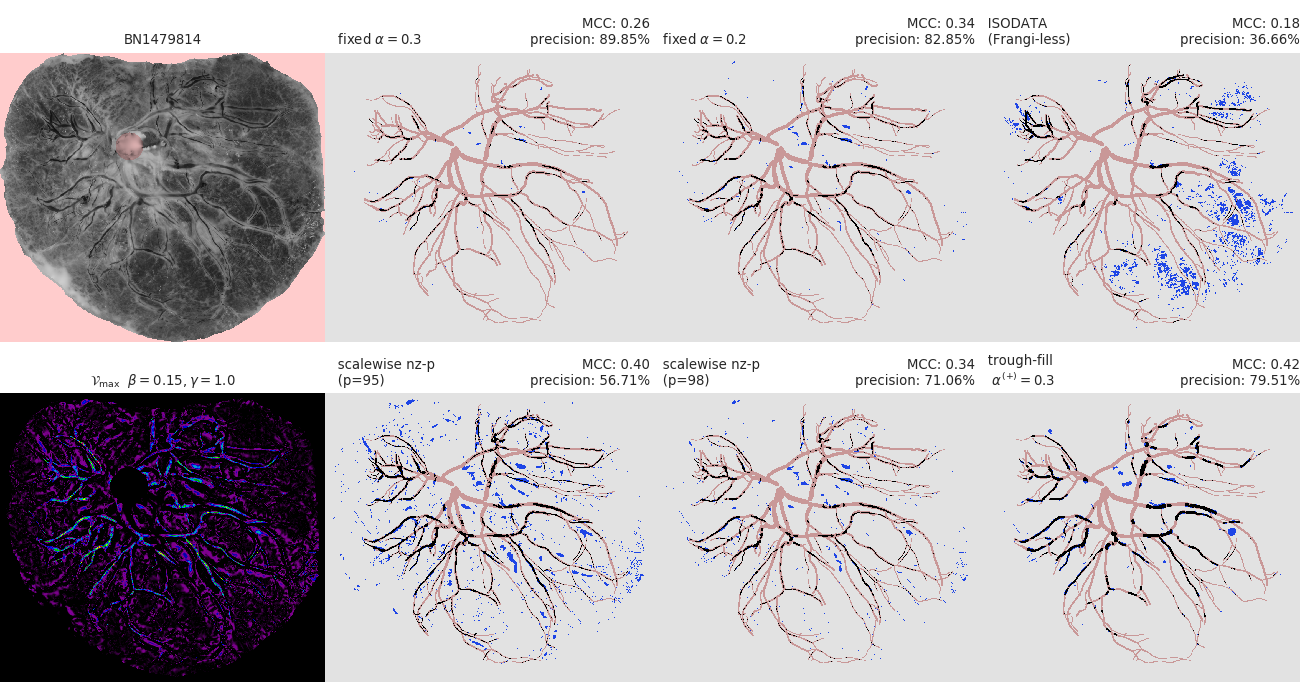 BN1479814
fixed α = 0.3
MCC: 0.26
precision: 89.85%
fixed α = 0.2
MCC: 0.34
precision: 82.85%
ISODATA
(Frangi-less)
MCC: 0.18
precision: 36.66%
𝒱max β = 0.15, γ = 1.0
scalewise nz-p
(p=95)
MCC: 0.40
precision: 56.71%
scalewise nz-p
(p=98)
MCC: 0.34
precision: 71.06%
trough-fill
α(+) = 0.3
MCC: 0.42
precision: 79.51%